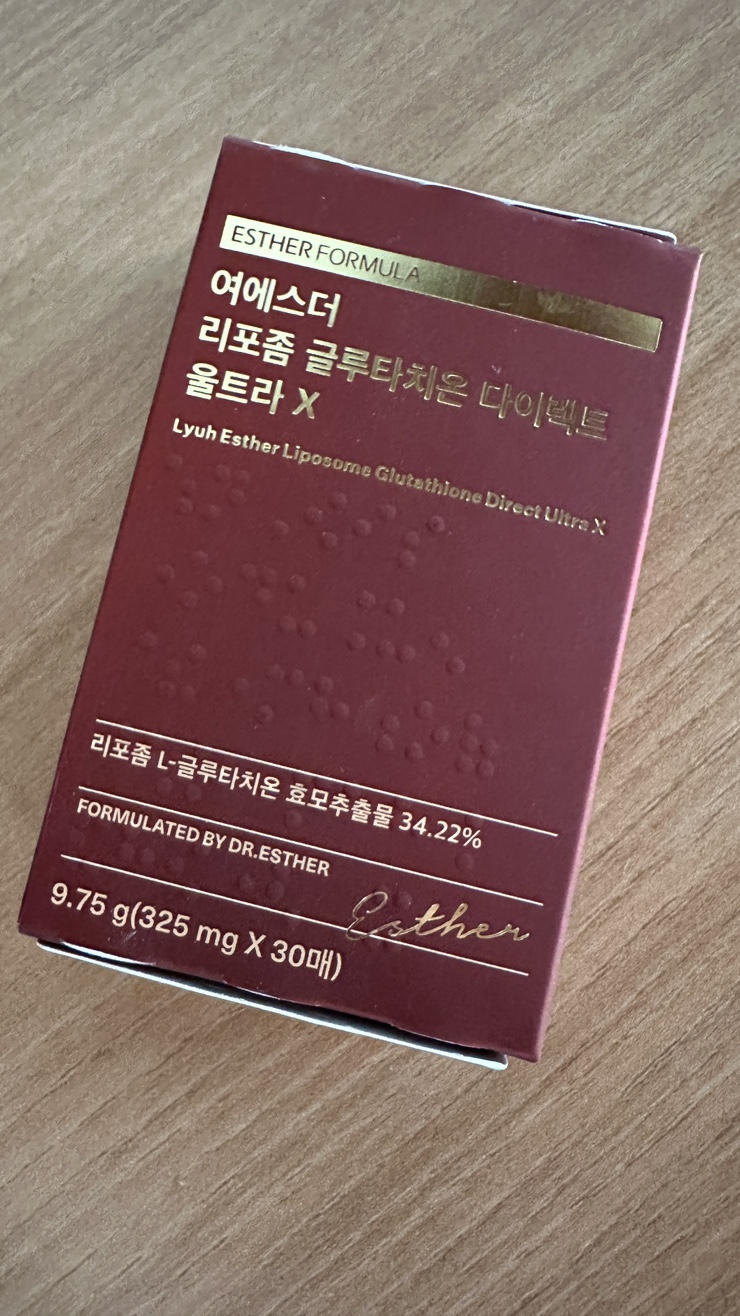 ESTHER FORMULA
여에스더
리포좀 글루타치온 다이렉트
울트라 X
Lyuh Esther Liposome Glutathione Direct Ultra X
리포좀 L-글루타치온 효모추출물 34.22%
FORMULATED BY DR.ESTHER
Esther
9.75 g(325 mg X 30매)